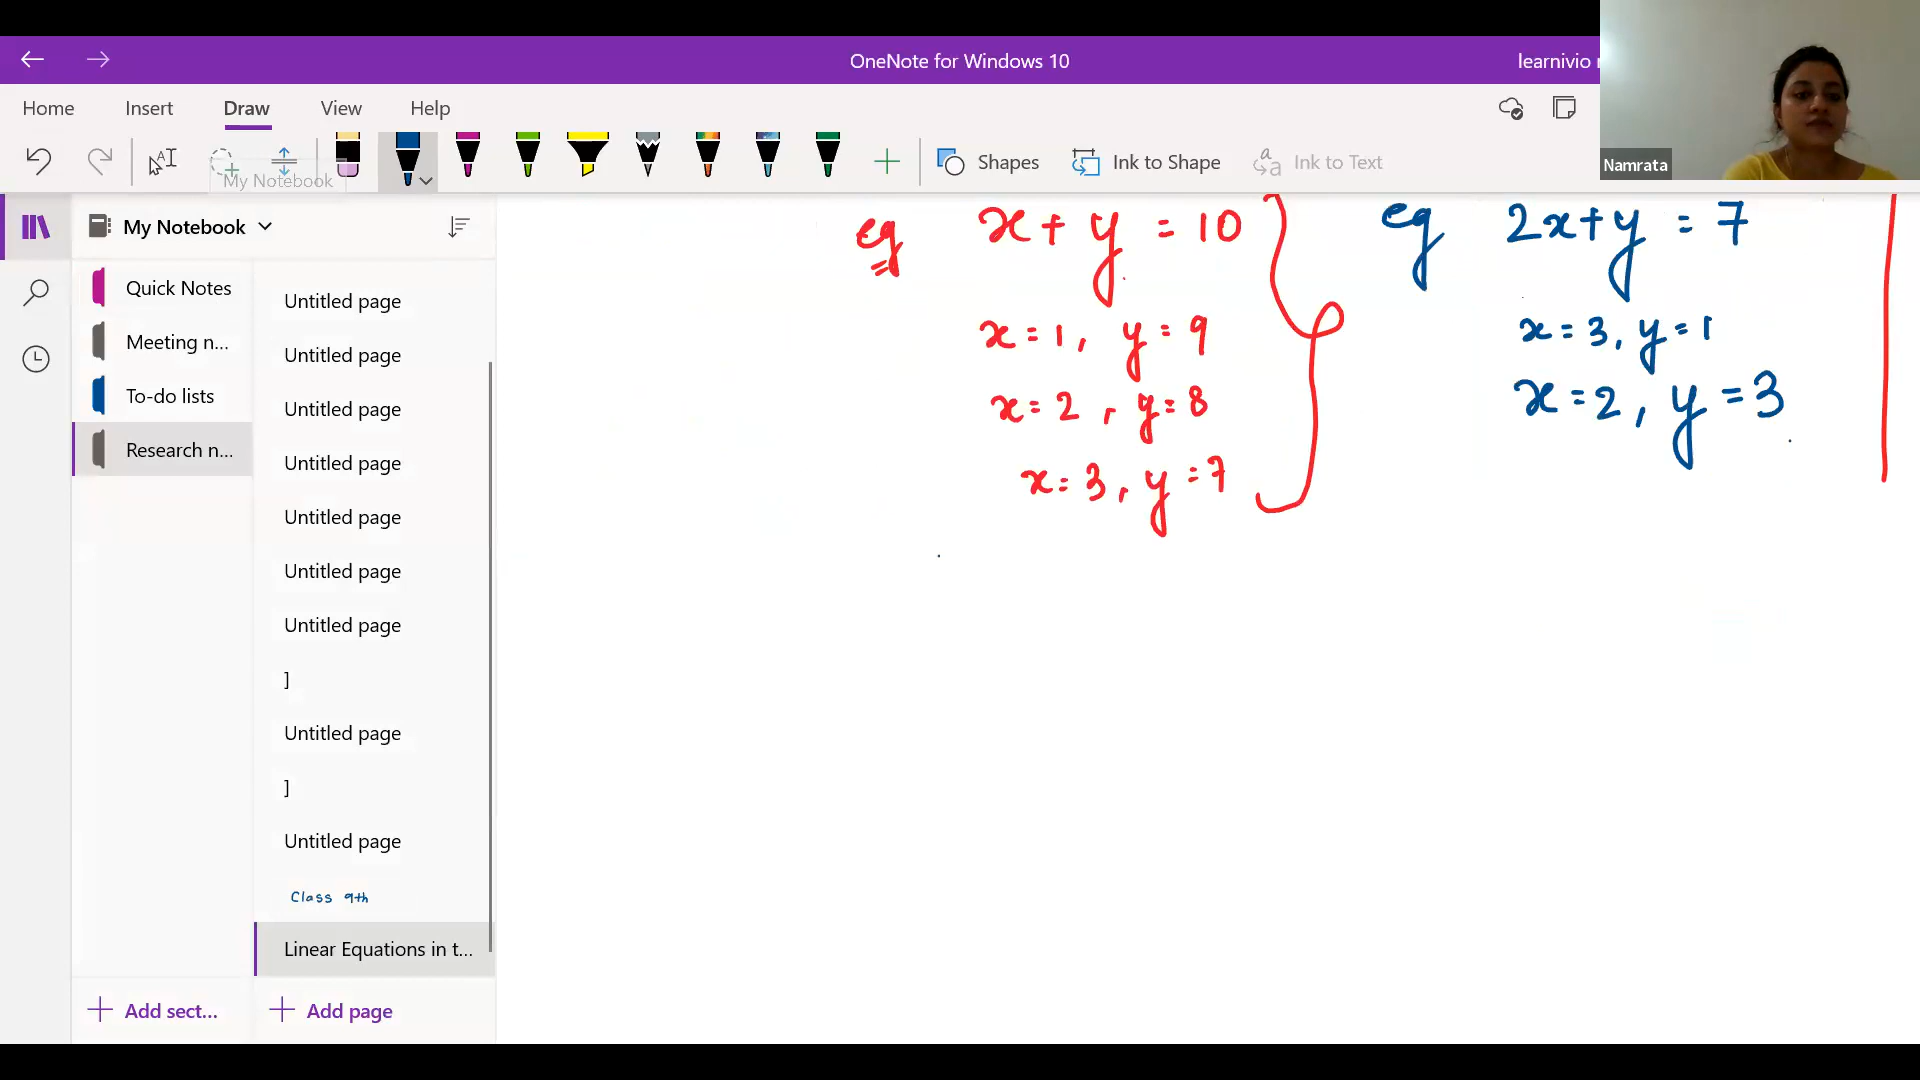 OneNote for Windows 10
learnivio
Home Insert Draw View Help
My Notebook
Shapes Ink to Shape Ink to Text
Namrata
My Notebook
Quick Notes
Meeting n...
To-do lists
Research n...
Add sect...
Untitled page
Untitled page
Untitled page
Untitled page
Untitled page
Untitled page
Untitled page
]
Untitled page
]
Untitled page
Class 9th
Linear Equations in t...
Add page
eg x + y = 10
x = 1, y = 9
x = 2, y = 8
x = 3, y = 7
eg 2x + y = 7
x = 3, y = 1
x = 2, y = 3